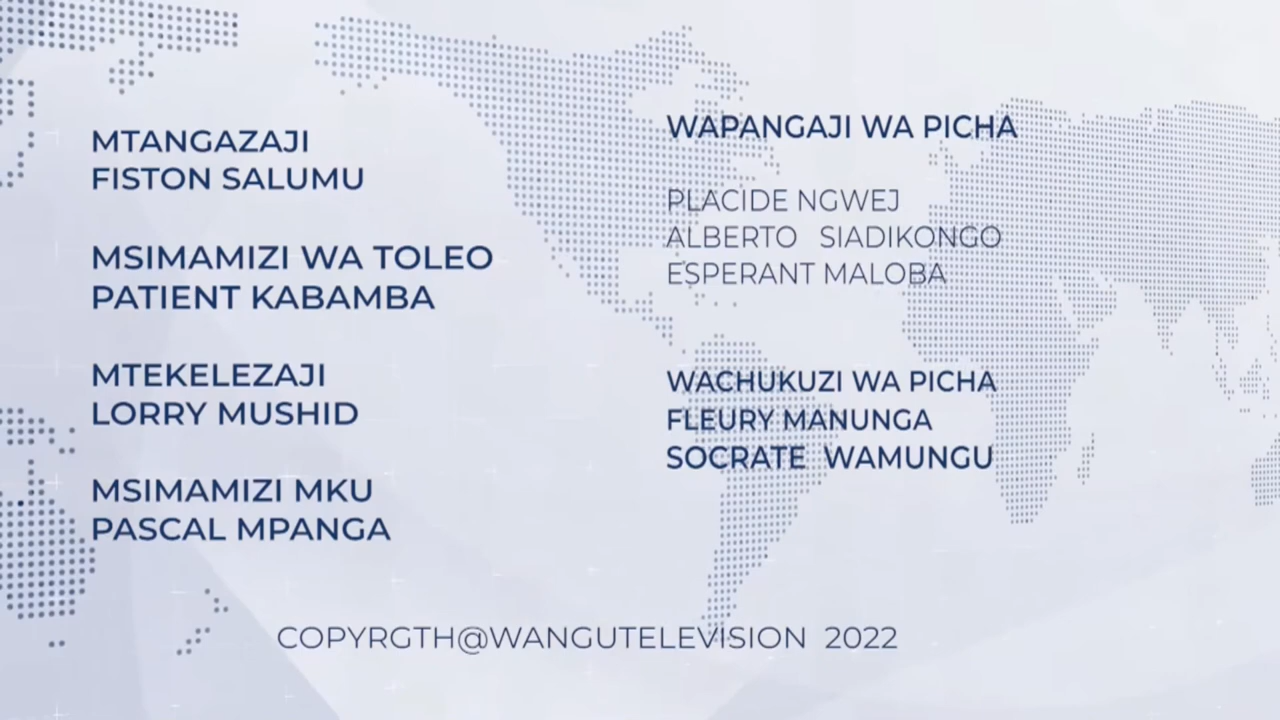 MTANGAZAJI
FISTON SALUMU
MSIMAMIZI WA TOLEO
PATIENT KABAMBA
MTEKELEZAJI
LORRY MUSHID
MSIMAMIZI MKU
PASCAL MPANGA
WAPANGAJI WA PICHA
PLACIDE NGWEJ
ALBERTO SIADIKONGO
ESPERANT MALOBA
WACHUKUZI WA PICHA
FLEURY MANUNGA
SOCRATE WAMUNGU
COPYRGTH@WANGUTELEVISION 2022